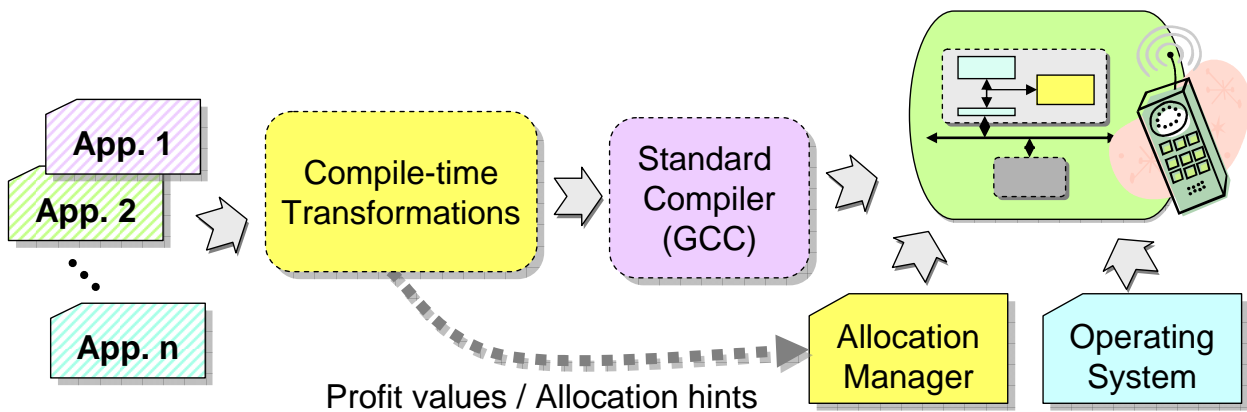 App. 1
App. 2
App. n
Compile-time
Transformations
Standard
Compiler
(GCC)
Profit values / Allocation hints
Allocation
Manager
Operating
System